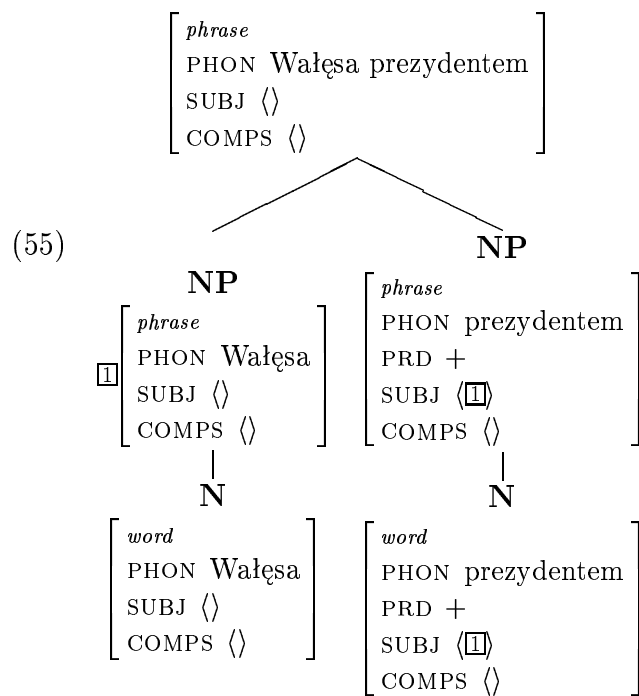 phrase
PHON Wałęsa prezydentem
SUBJ ⟨⟩
COMPS ⟨⟩
(55)
NP
1
phrase
PHON Wałęsa
SUBJ ⟨⟩
COMPS ⟨⟩
N
word
PHON Wałęsa
SUBJ ⟨⟩
COMPS ⟨⟩
NP
phrase
PHON prezydentem
PRD +
SUBJ ⟨1⟩
COMPS ⟨⟩
N
word
PHON prezydentem
PRD +
SUBJ ⟨1⟩
COMPS ⟨⟩